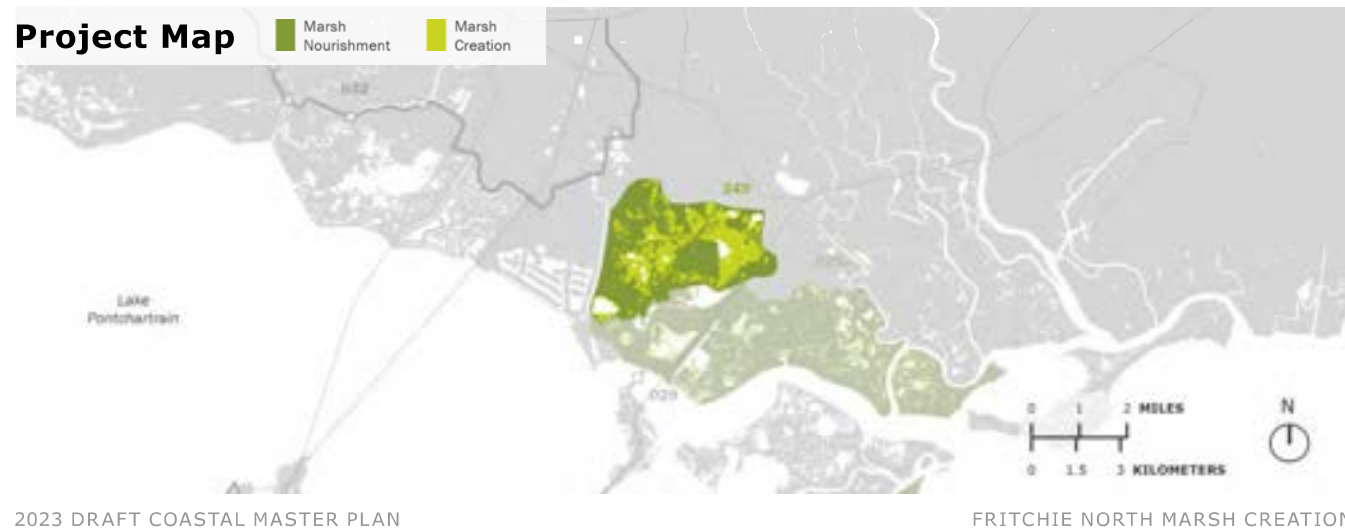 Project Map
Marsh
Nourishment
Marsh
Creation
Lake
Pontchartrain
0 1 2 MILES
0 1.5 3 KILOMETERS
N
2023 DRAFT COASTAL MASTER PLAN
FRITCHIE NORTH MARSH CREATION